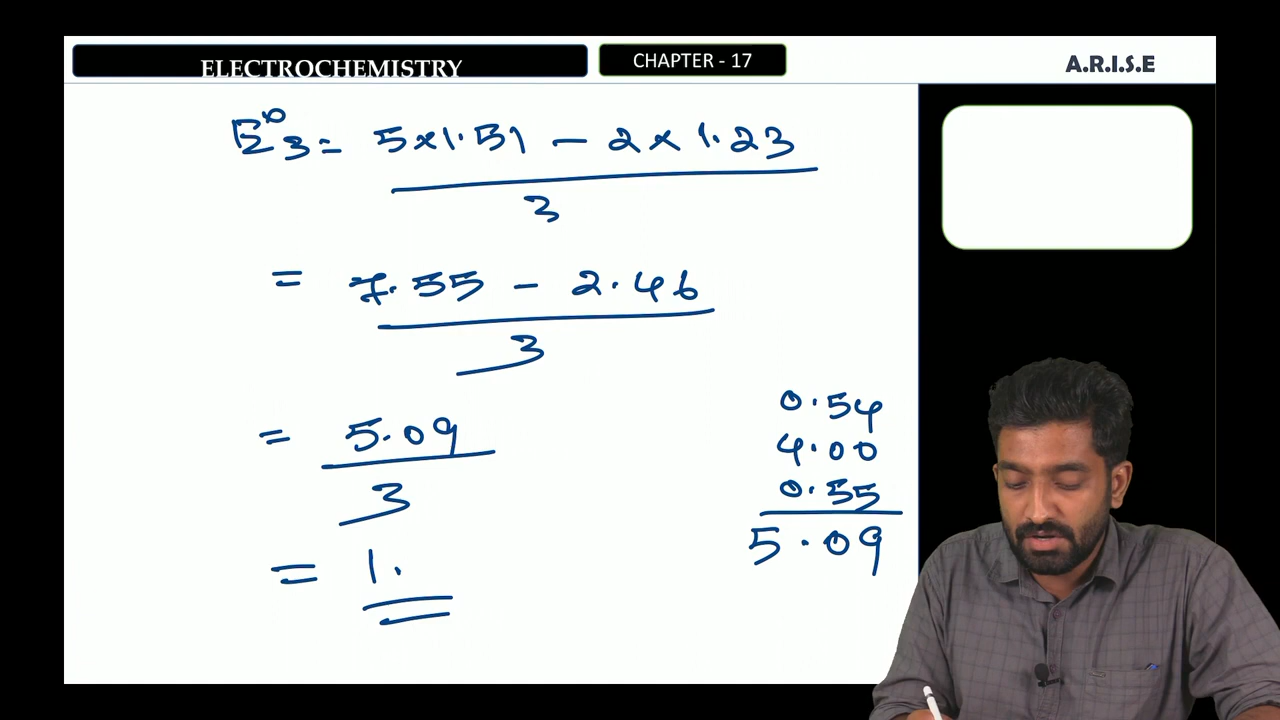 ELECTROCHEMISTRY
CHAPTER - 17
A.R.I.S.E
E°3 = 5×1.51 – 2×1.23
3
= 7.55 – 2.46
3
= 5.09
3
= 1.
0.54
4.00
0.55
5.09